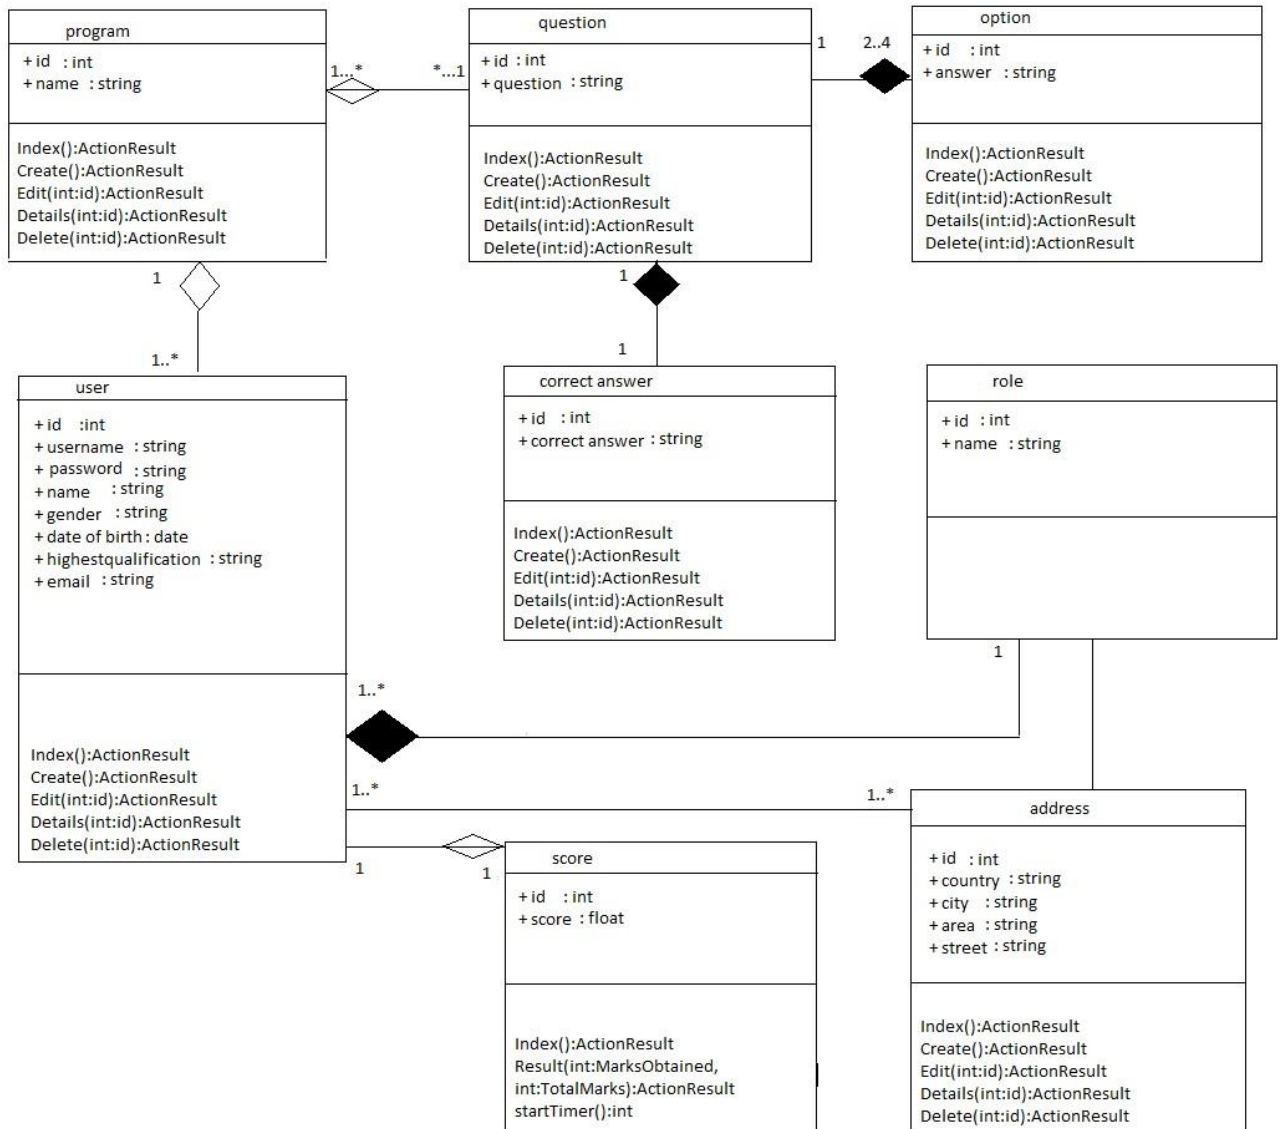 program
+ id : int
+ name : string
Index():ActionResult
Create():ActionResult
Edit(int:id):ActionResult
Details(int:id):ActionResult
Delete(int:id):ActionResult
1...*
*...1
question
+ id : int
+ question : string
Index():ActionResult
Create():ActionResult
Edit(int:id):ActionResult
Details(int:id):ActionResult
Delete(int:id):ActionResult
1
2..4
option
+ id : int
+ answer : string
Index():ActionResult
Create():ActionResult
Edit(int:id):ActionResult
Details(int:id):ActionResult
Delete(int:id):ActionResult
1
1..*
1
1
user
+ id :int
+ username : string
+ password : string
+ name : string
+ gender : string
+ date of birth : date
+ highestqualification : string
+ email : string
Index():ActionResult
Create():ActionResult
Edit(int:id):ActionResult
Details(int:id):ActionResult
Delete(int:id):ActionResult
correct answer
+ id : int
+ correct answer : string
Index():ActionResult
Create():ActionResult
Edit(int:id):ActionResult
Details(int:id):ActionResult
Delete(int:id):ActionResult
role
+ id : int
+ name : string
1
1..*
1..*
1..*
1
1
score
+ id : int
+ score : float
Index():ActionResult
Result(int:MarksObtained,
int:TotalMarks):ActionResult
startTimer():int
address
+ id : int
+ country : string
+ city : string
+ area : string
+ street : string
Index():ActionResult
Create():ActionResult
Edit(int:id):ActionResult
Details(int:id):ActionResult
Delete(int:id):ActionResult